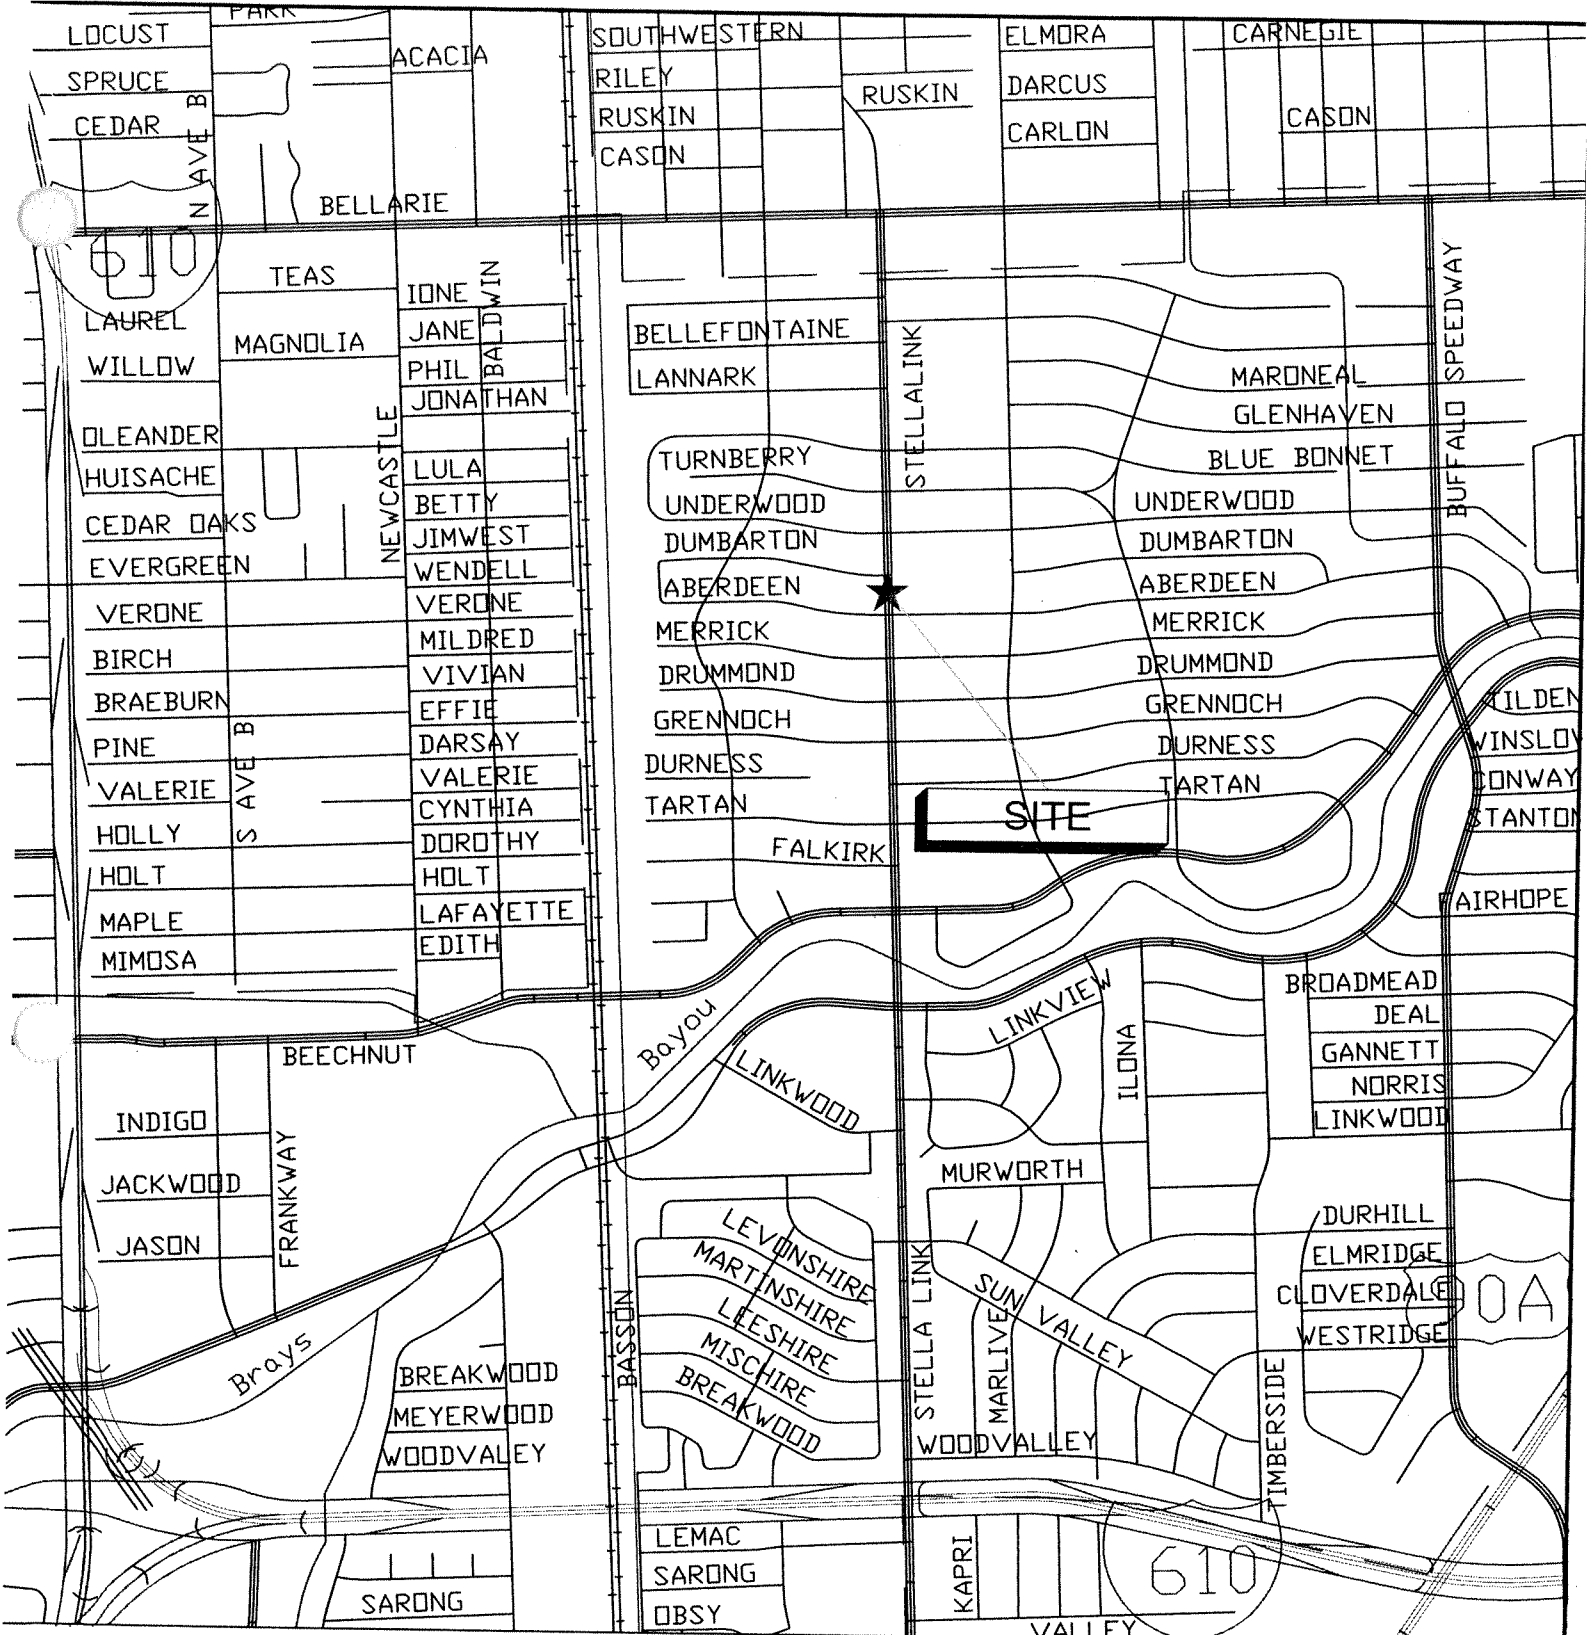 PARK
LOCUST
SPRUCE
CEDAR
N AVE B
ACACIA
BELLARIE
SOUTHWESTERN
RILEY
RUSKIN
CASON
RUSKIN
ELMORA
DARCUS
CARLON
CARNEGIE
CASON
610
TEAS
LAUREL
WILLOW
MAGNOLIA
IONE
JANE
PHIL
JONATHAN
BALDWIN
BELLEFONTAINE
LANNARK
STELLALINK
MARONEAL
GLENHAVEN
BLUE BONNET
BUFFALO SPEEDWAY
OLEANDER
HUISACHE
CEDAR OAKS
EVERGREEN
VERONE
BIRCH
BRAEBURN
PINE
VALERIE
HOLLY
HOLT
MAPLE
MIMOSA
S AVE B
NEWCASTLE
LULA
BETTY
JIMWEST
WENDELL
VERONE
MILDRED
VIVIAN
EFFIE
DARSAY
VALERIE
CYNTHIA
DOROTHY
HOLT
LAFAYETTE
EDITH
TURNBERRY
UNDERWOOD
DUMBARTON
ABERDEEN
MERRICK
DRUMMOND
GRENNOCH
DURNESS
TARTAN
FALKIRK
UNDERWOOD
DUMBARTON
ABERDEEN
MERRICK
DRUMMOND
GRENNOCH
DURNESS
TARTAN
SITE
TILDEN
WINSLOW
CONWAY
STANTON
FAIRHOPE
BEECHNUT
Bayou
LINKWOOD
LINKVIEW
ILONA
BROADMEAD
DEAL
GANNETT
NORRIS
LINKWOOD
INDIGO
JACKWOOD
JASON
FRANKWAY
Brays
MURWORTH
LEVONSHIRE
MARTINSHIRE
LEESHIRE
MISCHIRE
BREAKWOOD
BASSON
STELLA LINK
SUN VALLEY
MARLIVE
WOODVALLEY
DURHILL
ELMRIDGE
CLOVERDALE
WESTRIDGE
90A
TIMBERSIDE
BREAKWOOD
MEYERWOOD
WOODVALEY
SARONG
LEMAC
SARONG
OBSY
KAPRI
610
VALLEY